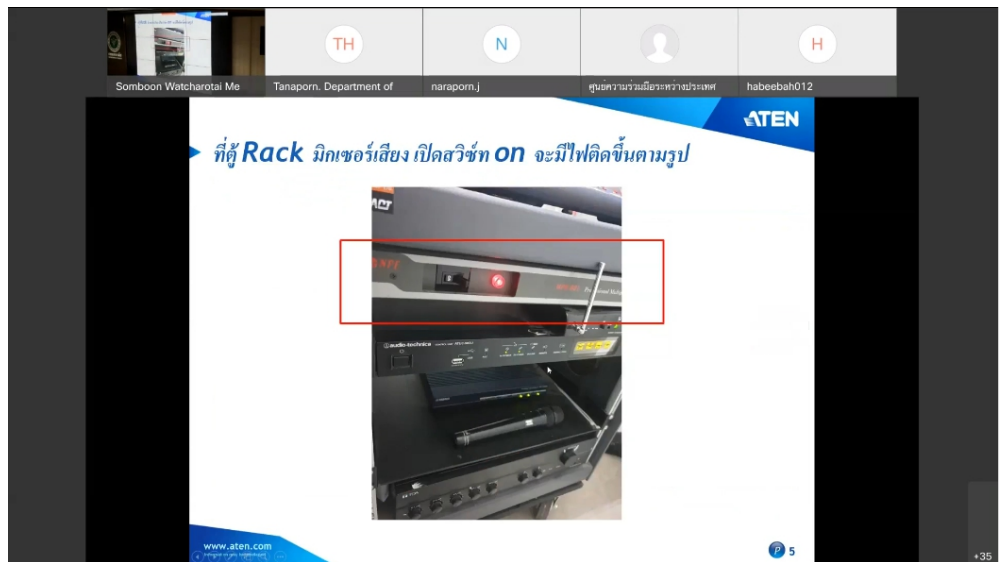 TH
N
H
Somboon Watcharotai Me
Tanaporn. Department of
naraporn.j
ศูนย์ความร่วมมือระหว่างประเทศ
habeebah012
ATEN
ที่ตู้ Rack มิกเซอร์เสียง เปิดสวิซ์ท on จะมีไฟติดขึ้นตามรูป
audio-technica
www.aten.com
P 5
+35